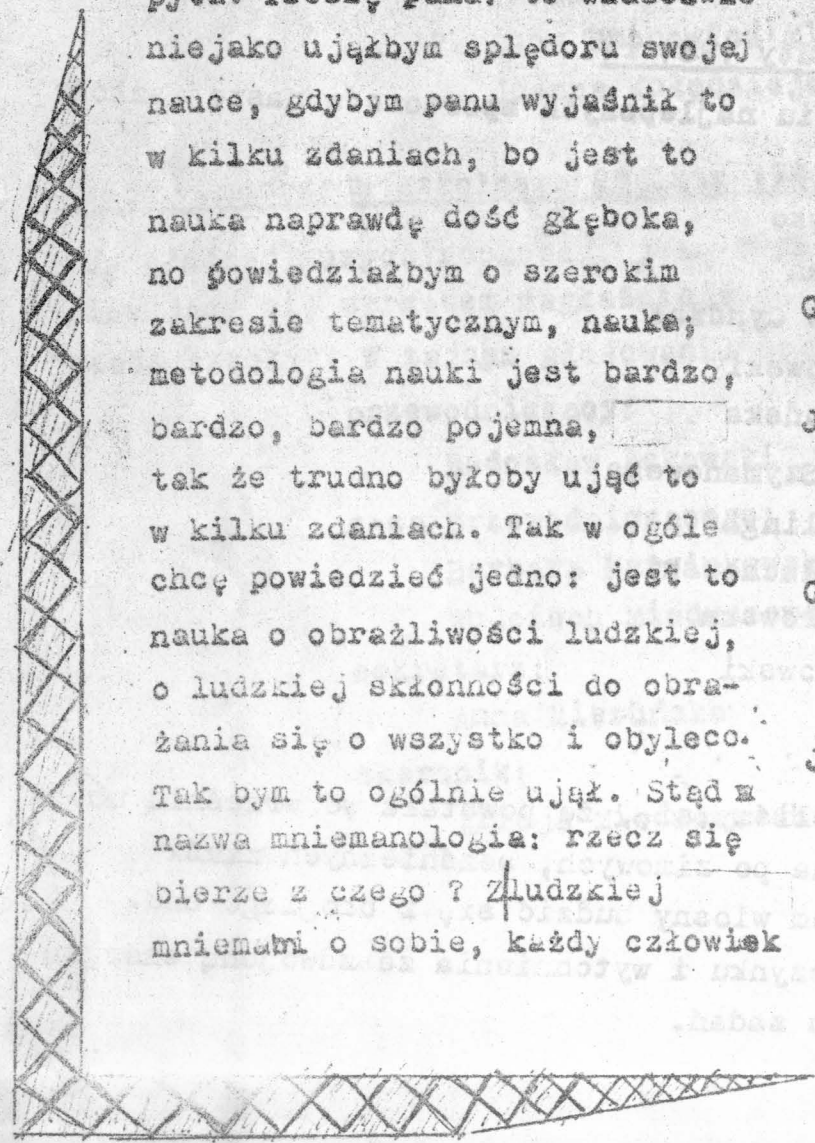 niejako ująłbym splędoru swojej
nauce, gdybym panu wyjaśnił to
w kilku zdaniach, bo jest to
nauka naprawdę dość głęboka,
no powiedziałbym o szerokim
zakresie tematycznym, nauka,
metodologia nauki jest bardzo,
bardzo, bardzo pojemna,
tak że trudno byłoby ująć to
w kilku zdaniach. Tak w ogóle
chcę powiedzieć jedno: jest to
nauka o obrażliwości ludzkiej,
o ludzkiej skłonności do obra-
żania się o wszystko i obyleco.
Tak bym to ogólnie ujął. Stąd
nazwa mniemanologia: rzecz się
bierze z czego ? Z|ludzkiej
o sobie, każdy człowiek